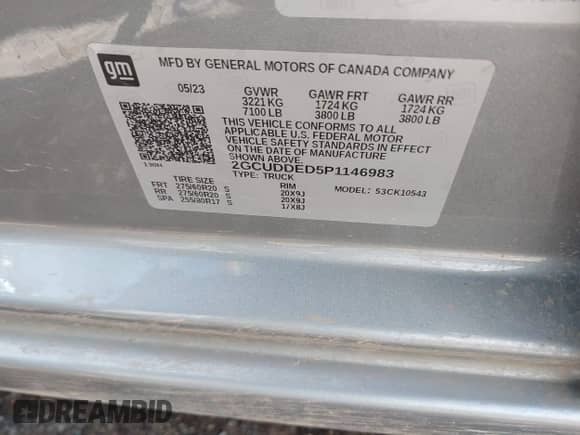 gm
MFD BY GENERAL MOTORS OF CANADA COMPANY
05/23 GVWR GAWR FRT GAWR RR
3221 KG 1724 KG 1724 KG
7100 LB 3800 LB 3800 LB
THIS VEHICLE CONFORMS TO ALL
APPLICABLE U.S. FEDERAL MOTOR
VEHICLE SAFETY STANDARDS IN EFFECT
ON THE DATE OF MANUFACTURE
SHOWN ABOVE.
2GCUDDED5P1146983
TYPE: TRUCK MODEL: 53CK10543
TIRE SIZE RIM
FRT 275/60R20 S 20X9J
RR 275/60R20 S 20X9J
SPA 255/80R17 S 17X8J
DREAMBID